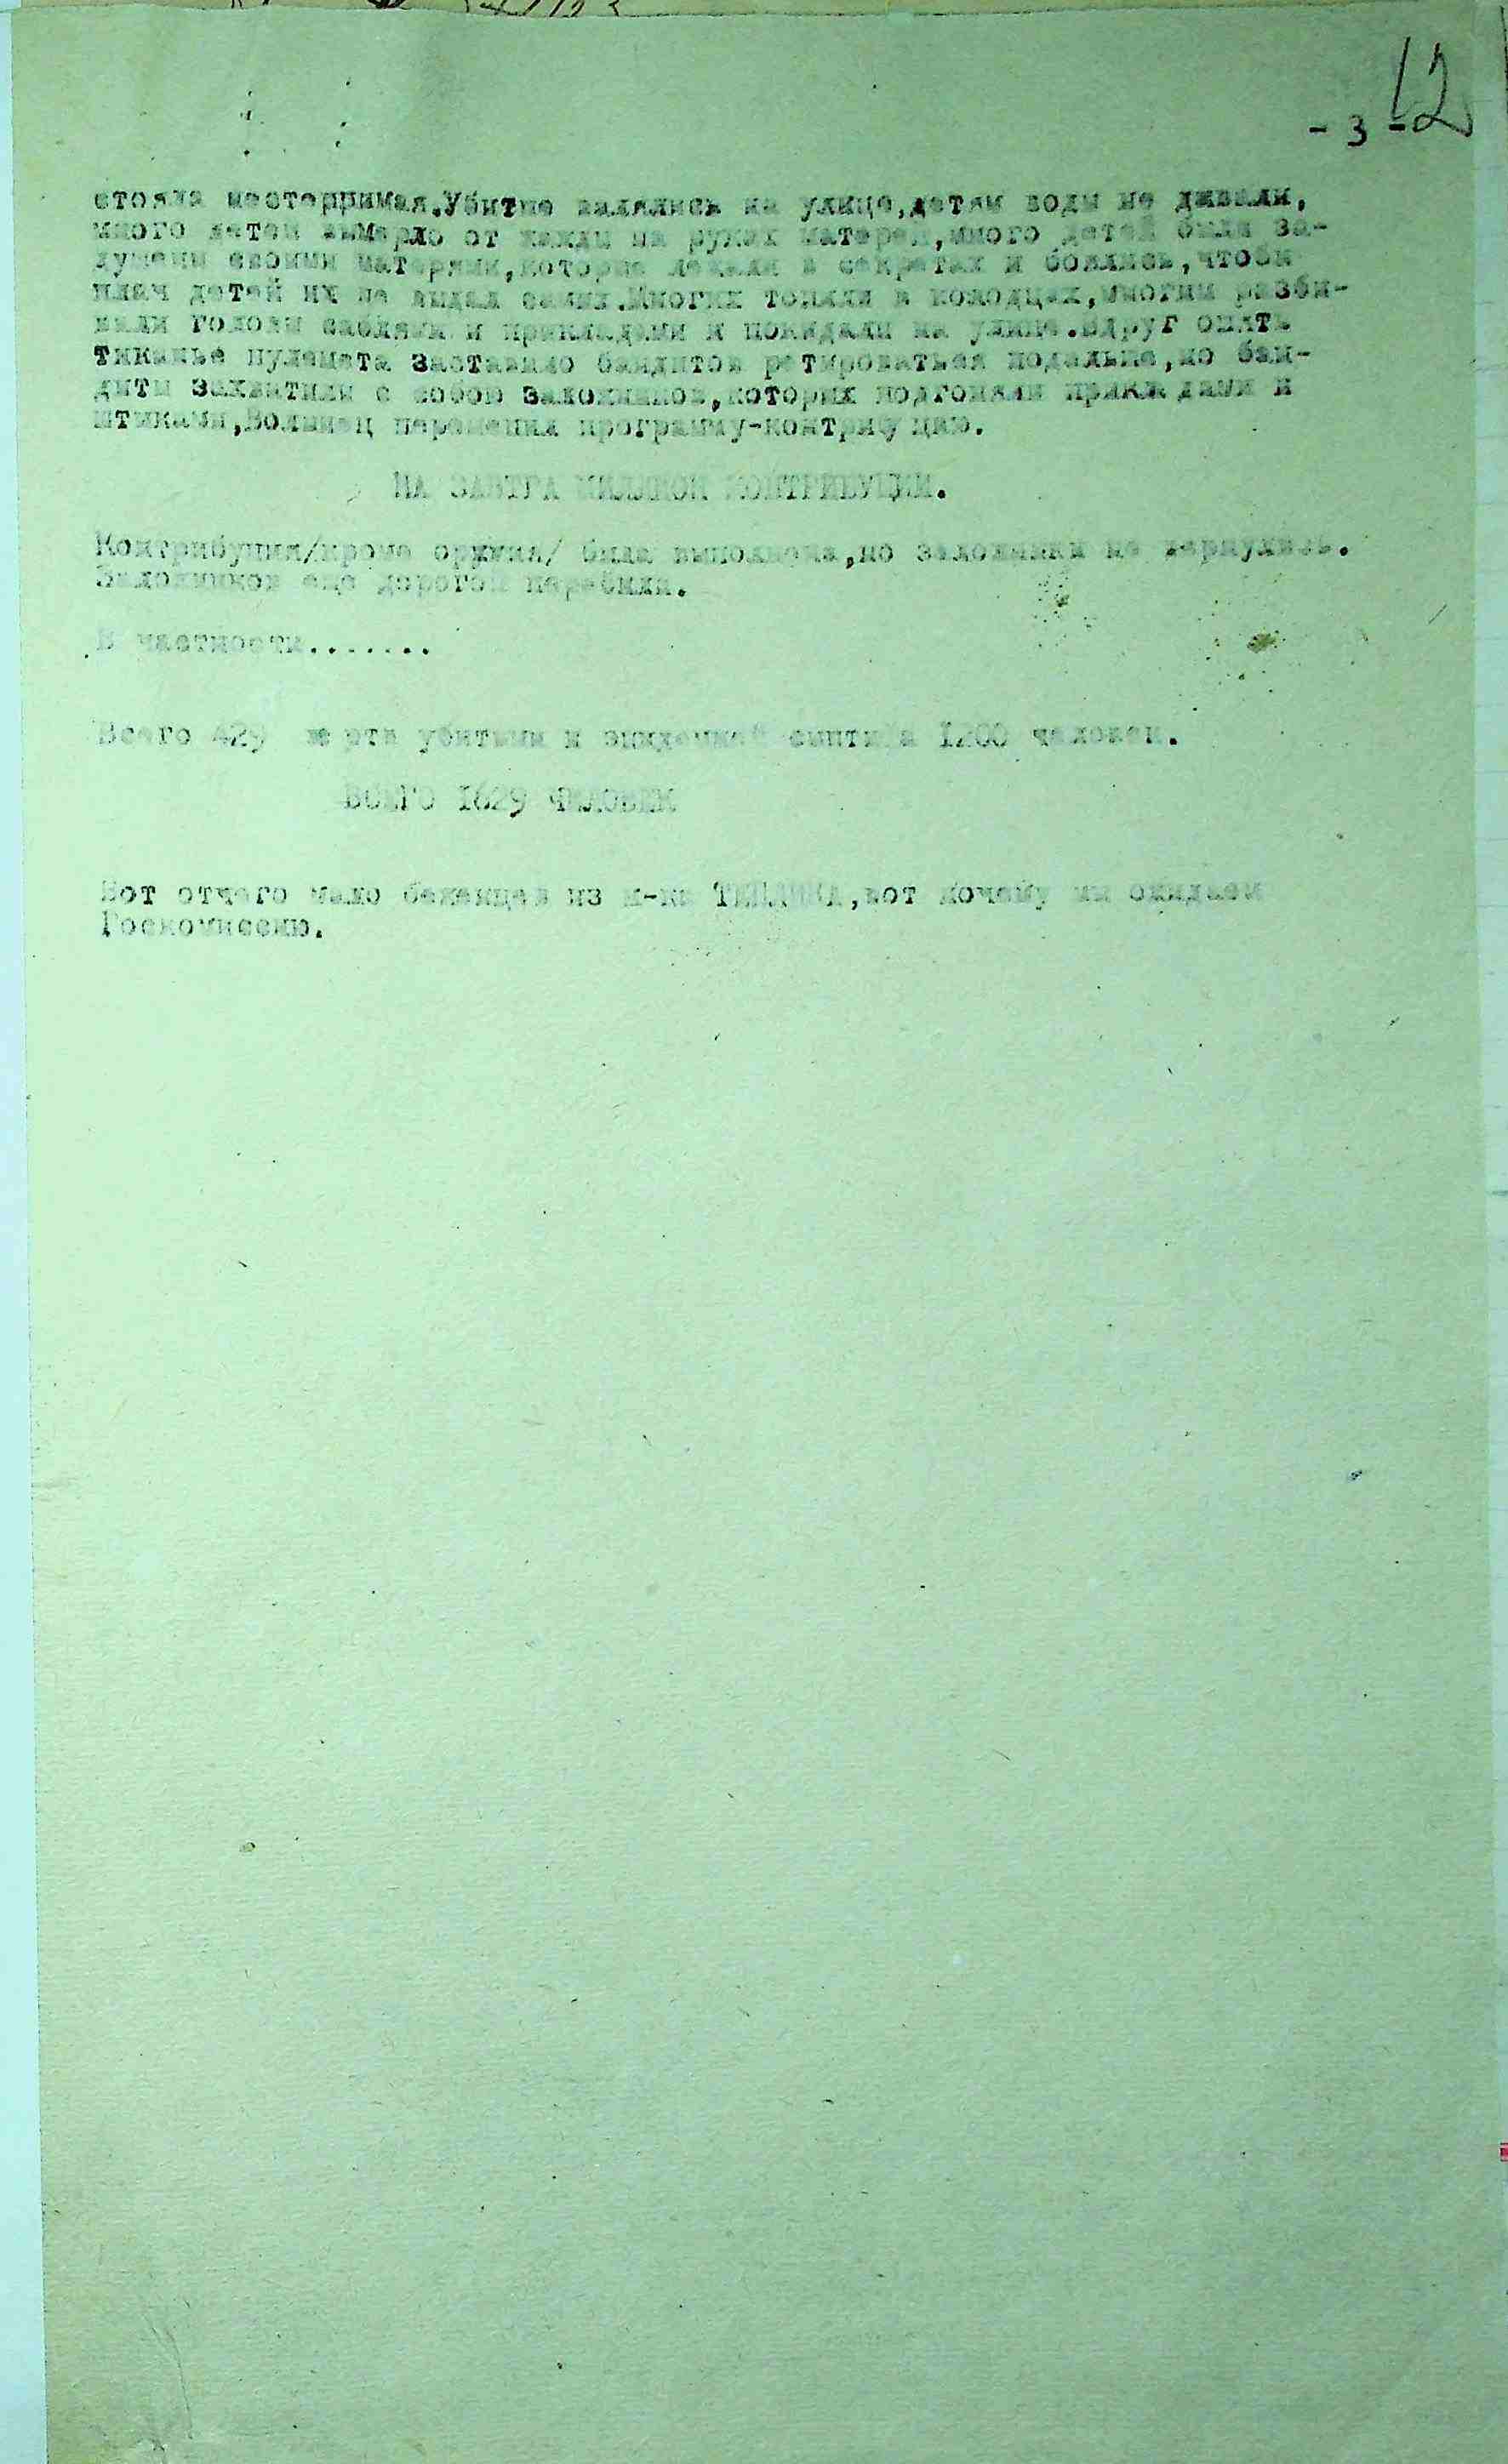 12
- 3 -
стояла нестерпимая.Убитые валялись на улице,детям воды не давали,
много детей вымерло от жажды на руках матерей,много детей были за-
душены своими матерями,которые лежали в секретах и боялись,чтобы
плач детей их не выдал самих.Многих топили в колодцах,многим разби-
вали головы саблями и прикладами и покидали на улице.Вдруг опять
тиканье пулемета заставило бандитов ретироваться подальше,но бан-
диты захватили с собою заложников,которых подгоняли прикладами и
штыками,Волынец переменил программу-контрибуцию.
НА ЗАВТРА МИЛЛИОН КОНТРИБУЦИИ.
Контрибуция/кроме оружия/ была выполнена,но заложники не вернулись.
Заложников еще дорогой перебили.
В частности.......
Всего 429 жертв убитыми и эпидемией сыпт 1200 человек.
ВСЕГО 1629 ЧЕЛОВЕК
Вот отчего мало беженцев из м-ка ТЕПЛИКА,вот почему мы ожидаем
Госкомиссию.